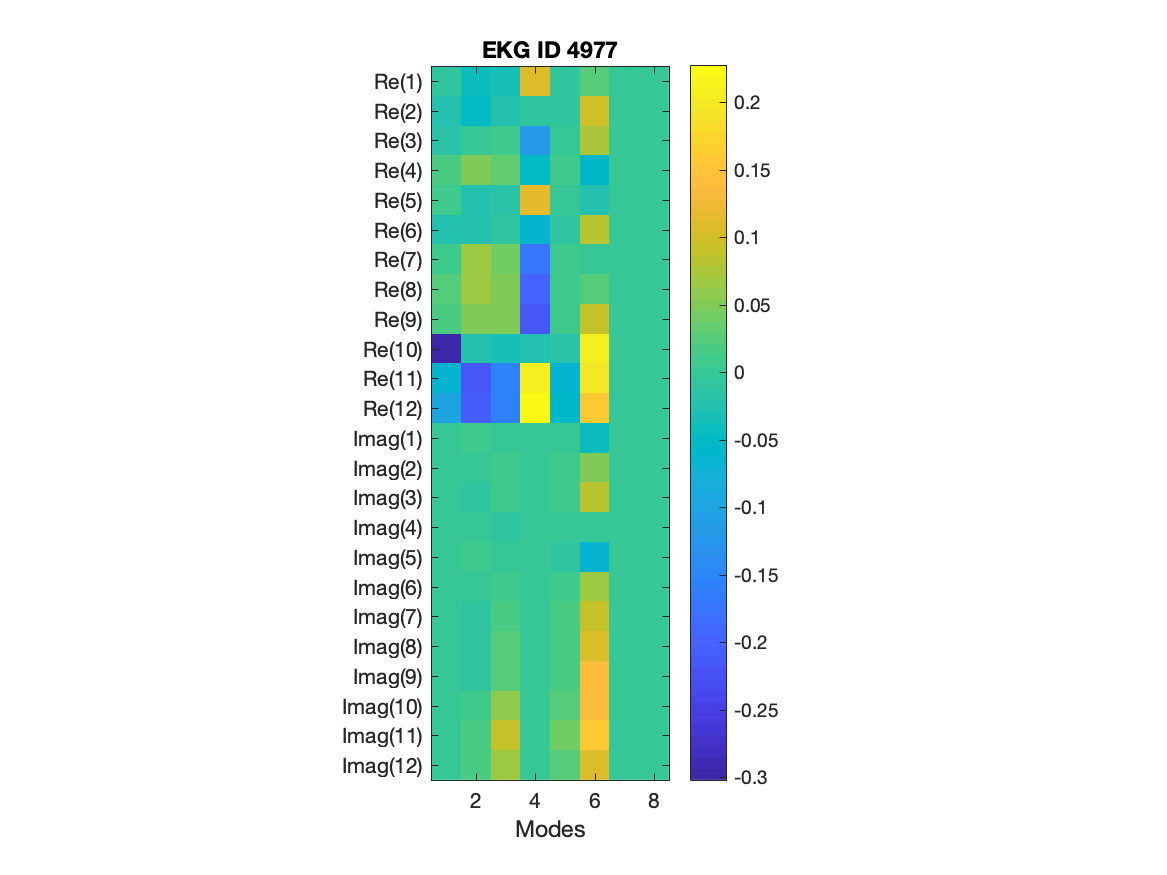 EKG ID 4977
Re(1)
Re(2)
Re(3)
Re(4)
Re(5)
Re(6)
Re(7)
Re(8)
Re(9)
Re(10)
Re(11)
Re(12)
Imag(1)
Imag(2)
Imag(3)
Imag(4)
Imag(5)
Imag(6)
Imag(7)
Imag(8)
Imag(9)
Imag(10)
Imag(11)
Imag(12)
2 4 6 8
Modes
0.2
0.15
0.1
0.05
0
-0.05
-0.1
-0.15
-0.2
-0.25
-0.3